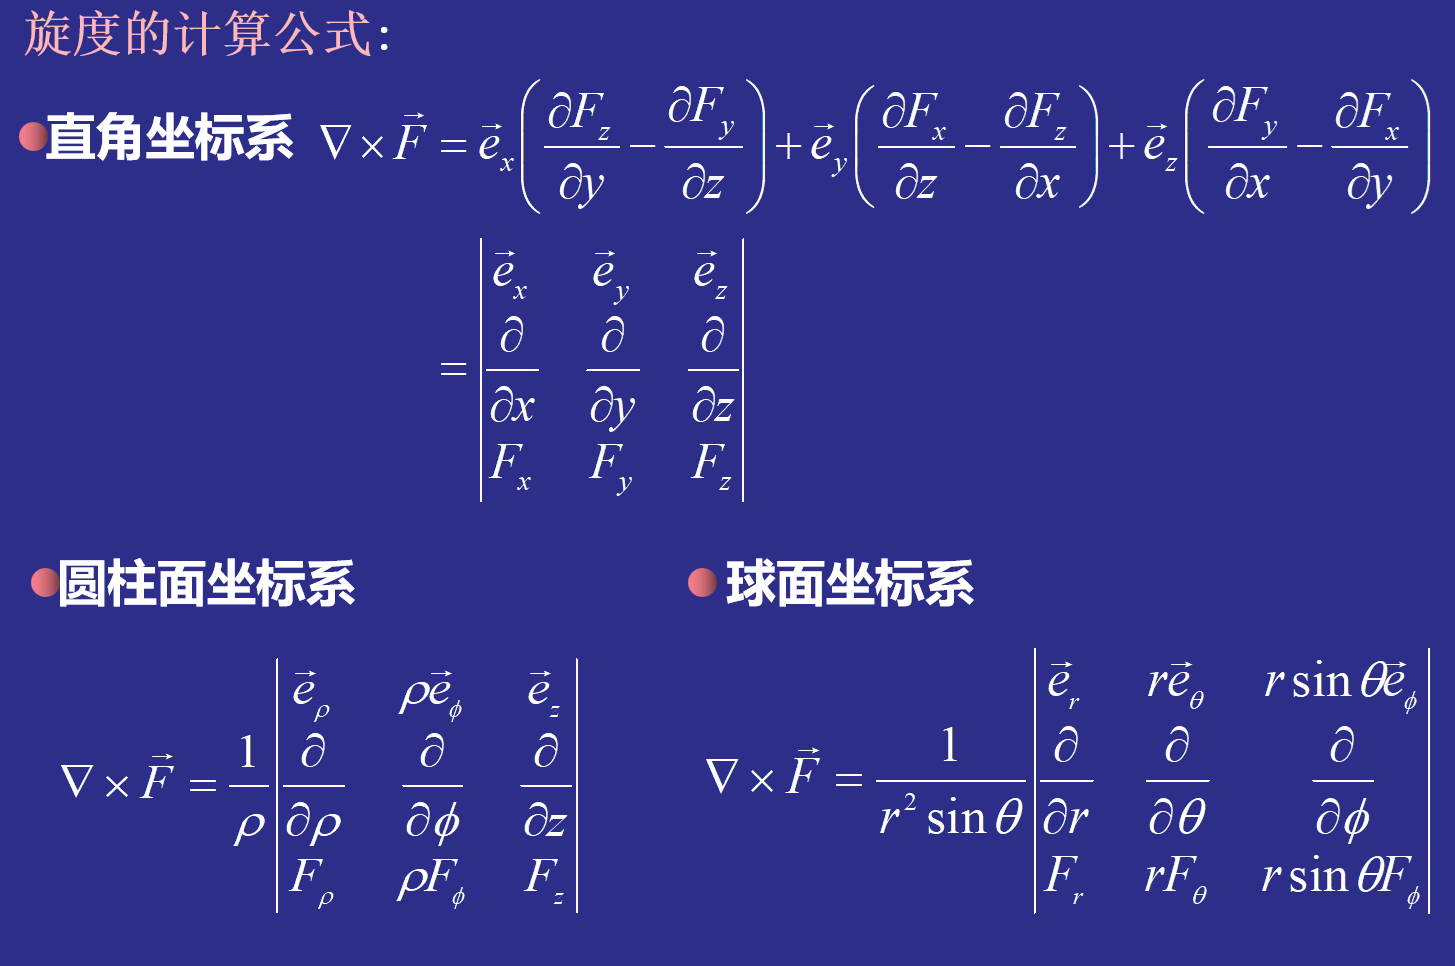 旋度的计算公式:
直角坐标系 $\nabla \times \vec{F} = \vec{e}_x \left( \frac{\partial F_z}{\partial y} - \frac{\partial F_y}{\partial z} \right) + \vec{e}_y \left( \frac{\partial F_x}{\partial z} - \frac{\partial F_z}{\partial x} \right) + \vec{e}_z \left( \frac{\partial F_y}{\partial x} - \frac{\partial F_x}{\partial y} \right)$
$= \begin{vmatrix} \vec{e}_x & \vec{e}_y & \vec{e}_z \\ \frac{\partial}{\partial x} & \frac{\partial}{\partial y} & \frac{\partial}{\partial z} \\ F_x & F_y & F_z \end{vmatrix}$
圆柱面坐标系
$\nabla \times \vec{F} = \frac{1}{\rho} \begin{vmatrix} \vec{e}_\rho & \rho \vec{e}_\phi & \vec{e}_z \\ \frac{\partial}{\partial \rho} & \frac{\partial}{\partial \phi} & \frac{\partial}{\partial z} \\ F_\rho & \rho F_\phi & F_z \end{vmatrix}$
球面坐标系
$\nabla \times \vec{F} = \frac{1}{r^2 \sin \theta} \begin{vmatrix} \vec{e}_r & r \vec{e}_\theta & r \sin \theta \vec{e}_\phi \\ \frac{\partial}{\partial r} & \frac{\partial}{\partial \theta} & \frac{\partial}{\partial \phi} \\ F_r & r F_\theta & r \sin \theta F_\phi \end{vmatrix}$